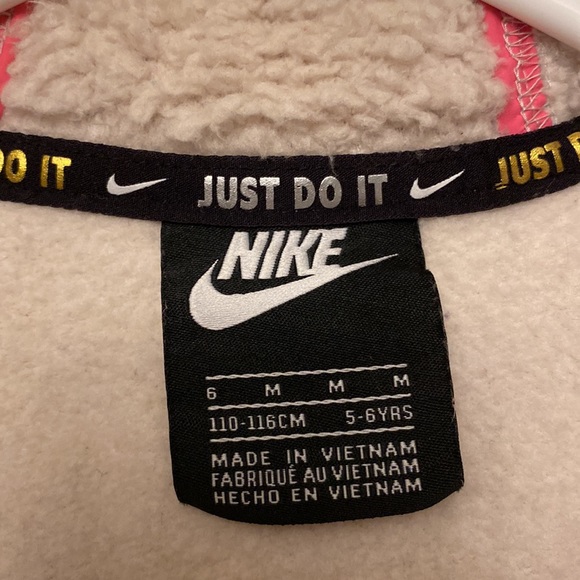 DO IT JUST DO IT JUST
NIKE
6 M M M
110-116CM 5-6YRS
MADE IN VIETNAM
FABRIQUÉ AU VIETNAM
HECHO EN VIETNAM